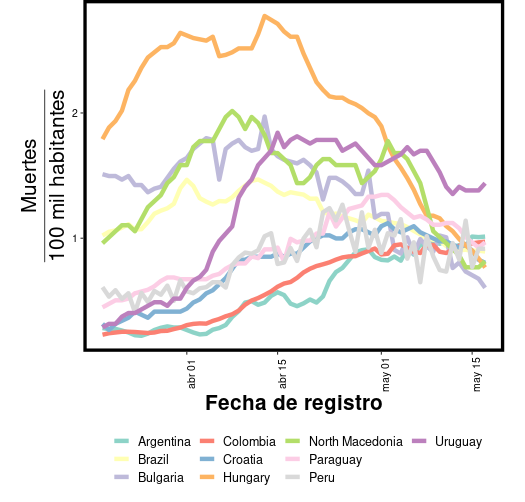 Muertes
100 mil habitantes
2
1
abr 01
abr 15
may 01
may 15
Fecha de registro
Argentina Colombia North Macedonia Uruguay
Brazil Croatia Paraguay
Bulgaria Hungary Peru